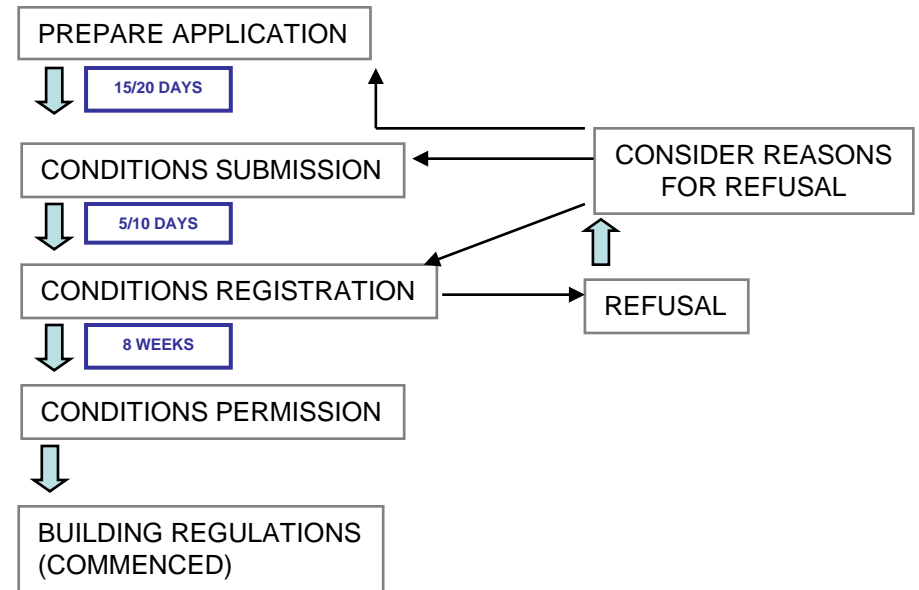 PREPARE APPLICATION
15/20 DAYS
CONDITIONS SUBMISSION
CONSIDER REASONS
FOR REFUSAL
5/10 DAYS
CONDITIONS REGISTRATION
REFUSAL
8 WEEKS
CONDITIONS PERMISSION
BUILDING REGULATIONS
(COMMENCED)